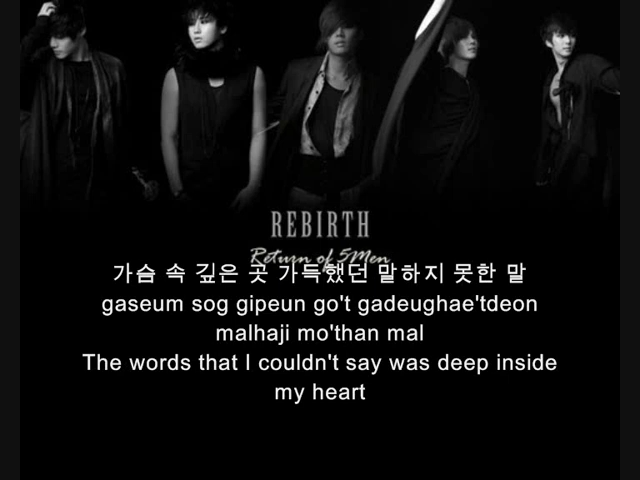 REBIRTH
Return of 5Men
가슴 속 깊은 곳 가득했던 말하지 못한 말
gaseum sog gipeun go't gadeughae'tdeon
malhaji mo'than mal
The words that I couldn't say was deep inside
my heart